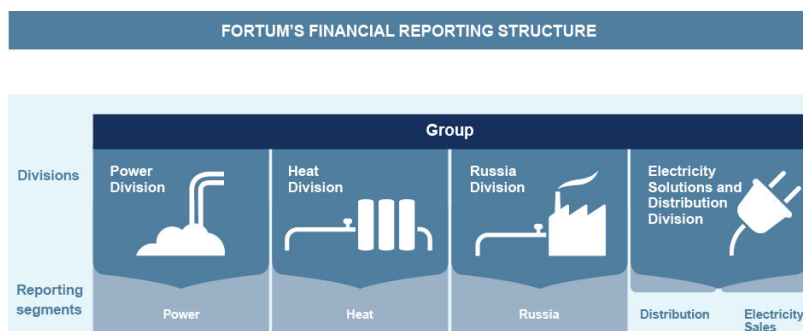 FORTUM'S FINANCIAL REPORTING STRUCTURE
Group
Divisions
Power
Division
Heat
Division
Russia
Division
Electricity
Solutions and
Distribution
Division
Reporting
segments
Power
Heat
Russia
Distribution
Electricity
Sales